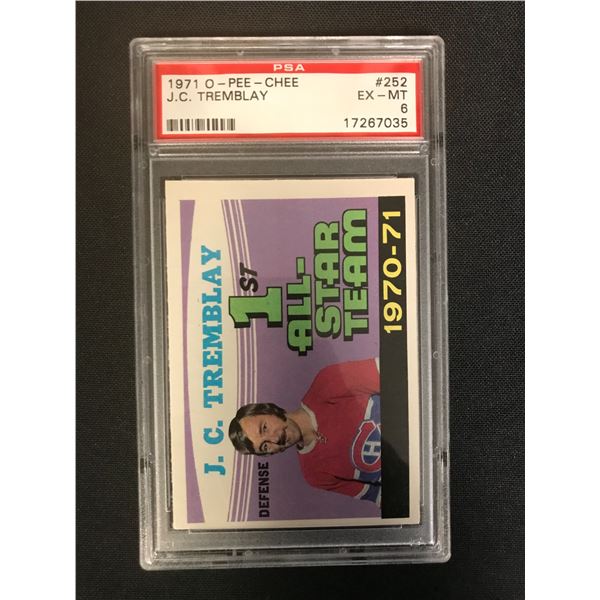 PSA
1971 O-PEE-CHEE #252
J.C. TREMBLAY EX-MT
6
17267035
J. C. TREMBLAY
1ST
ALL-
STAR
TEAM
1970-71
DEFENSE